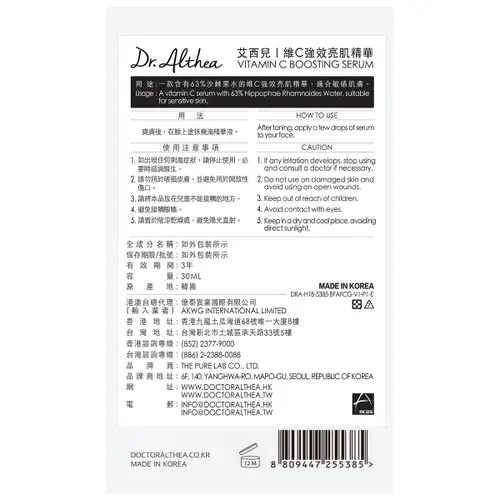 Dr. Althea
艾西兒 | 維C強效亮肌精華
VITAMIN C BOOSTING SERUM
用 途：一款含有63%沙棘果水的維C強效亮肌精華，適合敏感肌膚。
Usage : A vitamin C serum with 63% Hippophae Rhamnoides Water, suitable
for sensitive skin.
用 法
爽膚後，在臉上塗抹幾滴精華液。
HOW TO USE
After toning, apply a few drops of serum
to your face.
使用注意事項
1. 如出現任何刺激症狀，請停止使用，必
要時諮詢醫生。
2. 請勿用於破損皮膚，並避免用於開放性
傷口。
3. 請將本品放在兒童不能接觸的地方。
4. 避免接觸眼睛。
5. 請置於陰涼乾燥處，避免陽光直射。
CAUTION
1. If any irritation develops, stop using
and consult a doctor if necessary.
2. Do not use on damaged skin and
avoid using on open wounds.
3. Keep out of reach of children.
4. Avoid contact with eyes.
5. Keep in a dry and cool place, avoiding
direct sunlight.
全成分名稱：如外包裝所示
保存期限/批號：如外包裝所示
有效期間：3年
容量：30ML
原產地：韓國
MADE IN KOREA
DRA-H18-5385-BFAFCG-V1-P1-E
港澳台總代理：億泰實業國際有限公司
【輸入業者】 AKWG INTERNATIONAL LIMITED
香港地址：香港九龍土瓜灣道68號唯一大廈8樓
台灣地址：台灣新北市土城區承天路33號5樓
香港諮詢專線：(852) 2377-9000
台灣諮詢專線：(886) 2-2388-0088
品牌商：THE PURE LAB CO., LTD.
品牌商地址：6F, 140, YANGHWA-RO, MAPO-GU, SEOUL, REPUBLIC OF KOREA
網址：WWW.DOCTORALTHEA.HK
WWW.DOCTORALTHEA.TW
電郵：INFO@DOCTORALTHEA.HK
INFO@DOCTORALTHEA.TW
A
DOCTORALTHEA.CO.KR
MADE IN KOREA
12 M
8 809447 255385 >